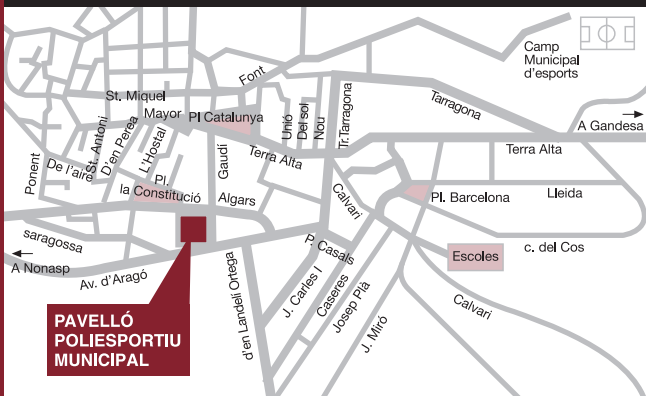 Camp
Municipal
d'esports
Font
St. Miquel
Mayor
Pl Catalunya
Unió
Del sol
Nou
Tr.Tarragona
Tarragona
A Gandesa
Terra Alta
Terra Alta
St. Antoni
D'en Perea
L'Hostal
Gaudí
Ponent
De l'aire
Pl.
la Constitució
Algars
Calvari
Pl. Barcelona
Lleida
saragossa
A Nonasp
Av. d'Aragó
d'en Landeli Ortega
P. Casals
J. Carles I
Caseres
Josep Plà
J. Miró
Escoles
c. del Cos
Calvari
PAVELLÓ
POLIESPORTIU
MUNICIPAL